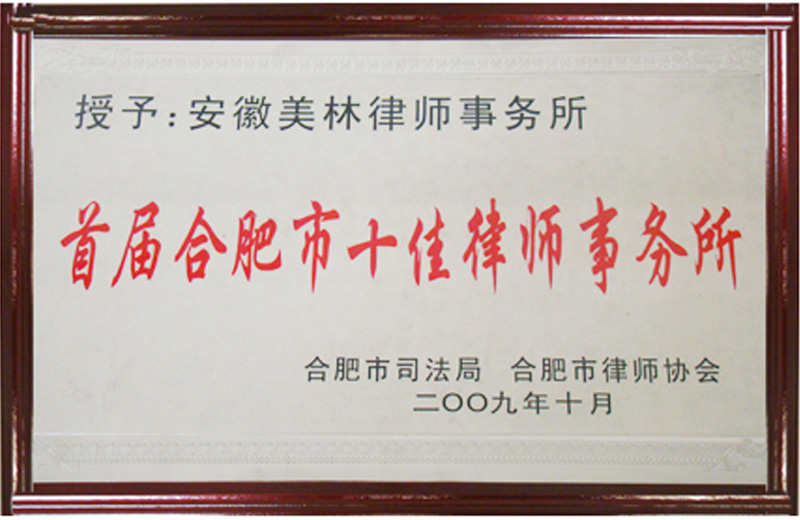 授予:安徽美林律师事务所
首届合肥市十佳律师事务所
合肥市司法局 合肥市律师协会
二〇〇九年十月